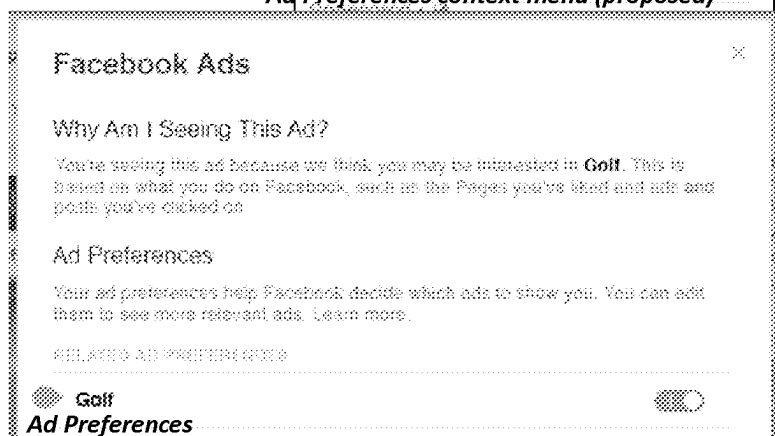 Ad Preferences context menu (proposed)
Facebook Ads
Why Am I Seeing This Ad?
You're seeing this ad because we think you may be interested in Golf. This is
based on what you do on Facebook, such as the Pages you've liked and ads and
posts you've clicked on
Ad Preferences
Your ad preferences help Facebook decide which ads to show you. You can edit
them to see more relevant ads. Learn more.
RELATED AD PREFERENCES
Golf
Ad Preferences